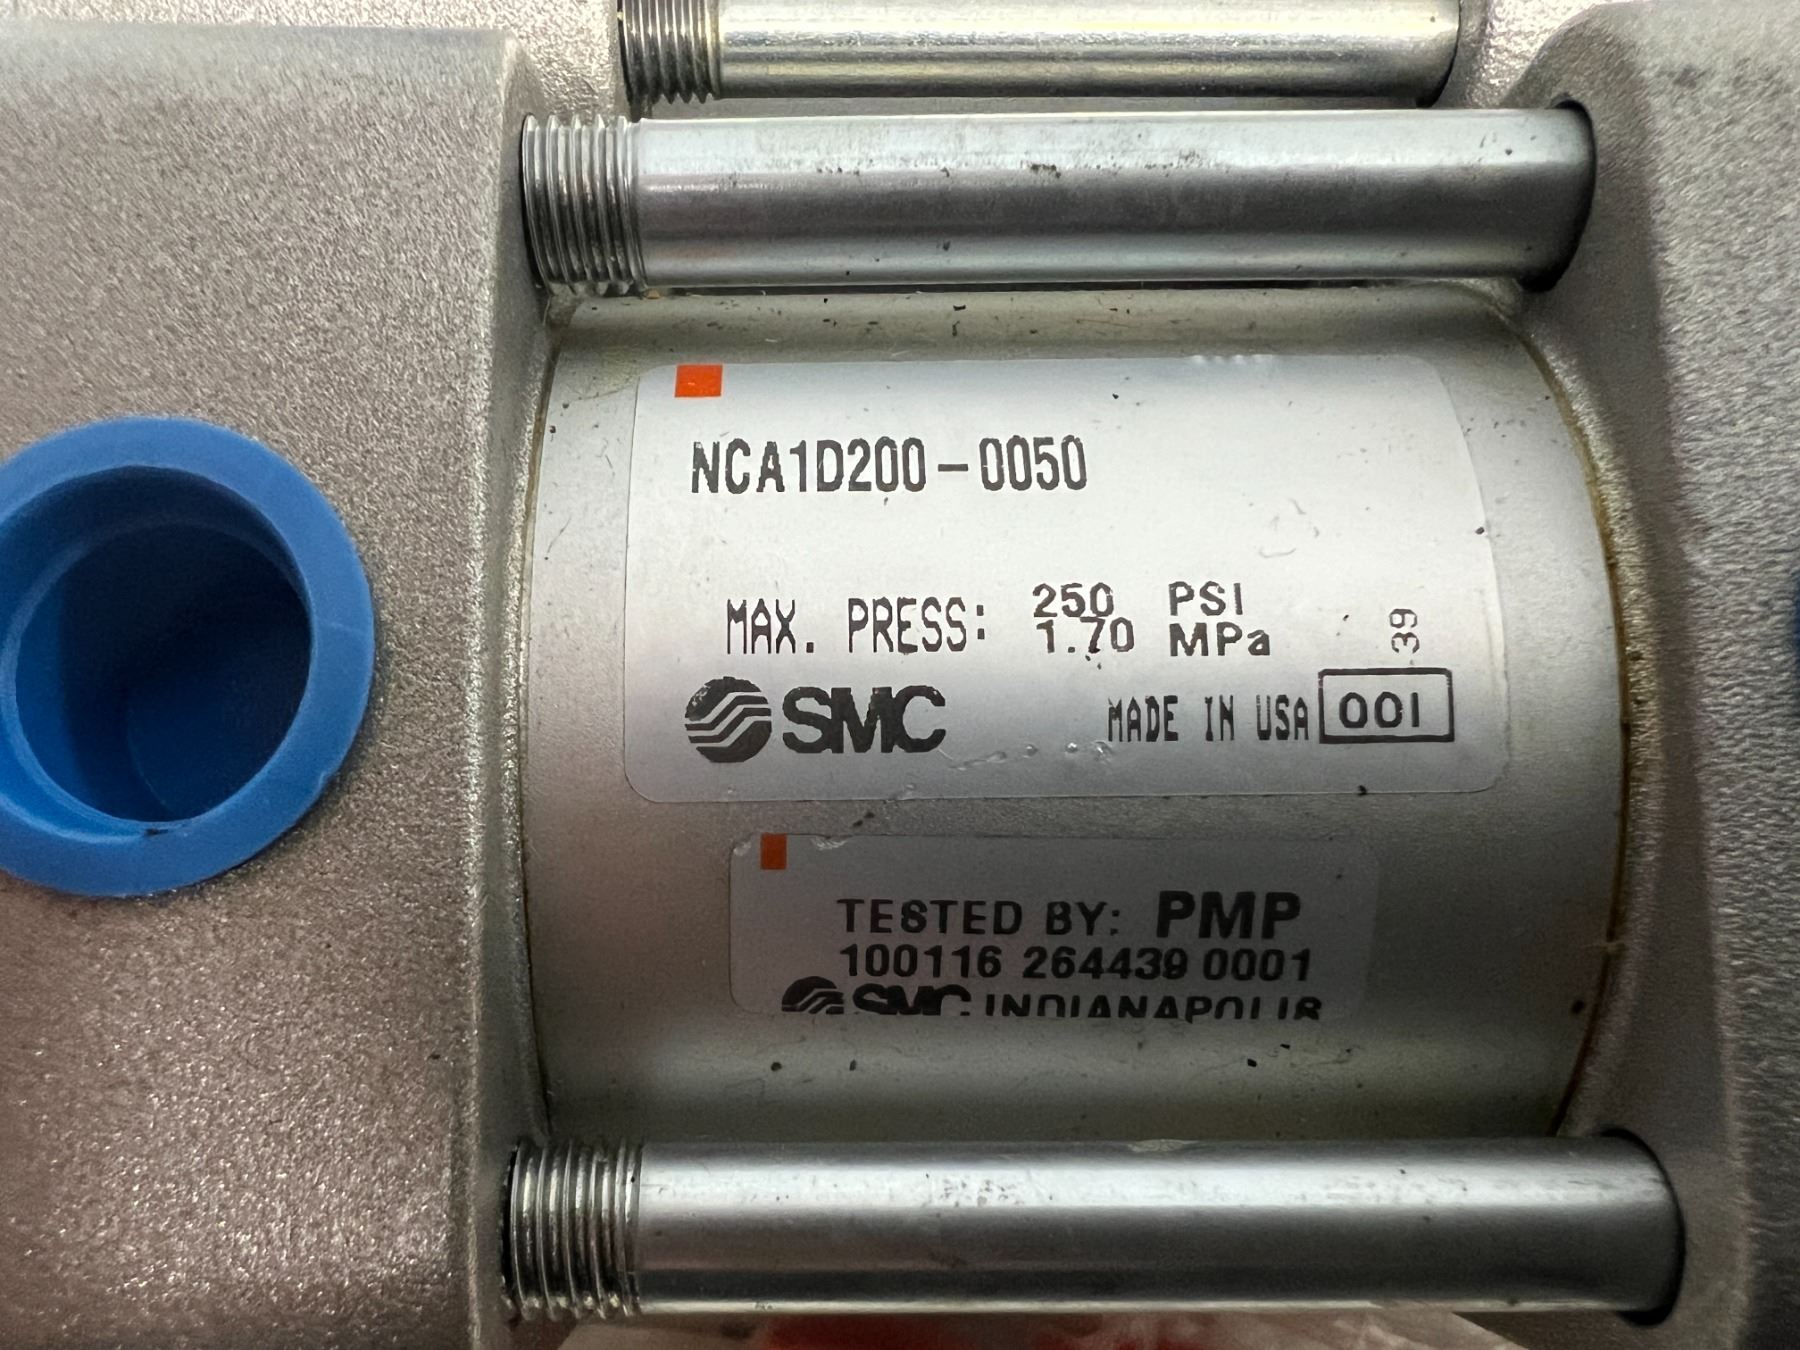 NCA1D200-0050
MAX. PRESS: 250 PSI
1.70 MPa
39
SMC MADE IN USA 001
TESTED BY: PMP
100116 264439 0001
SMC INDIANAPOLIS